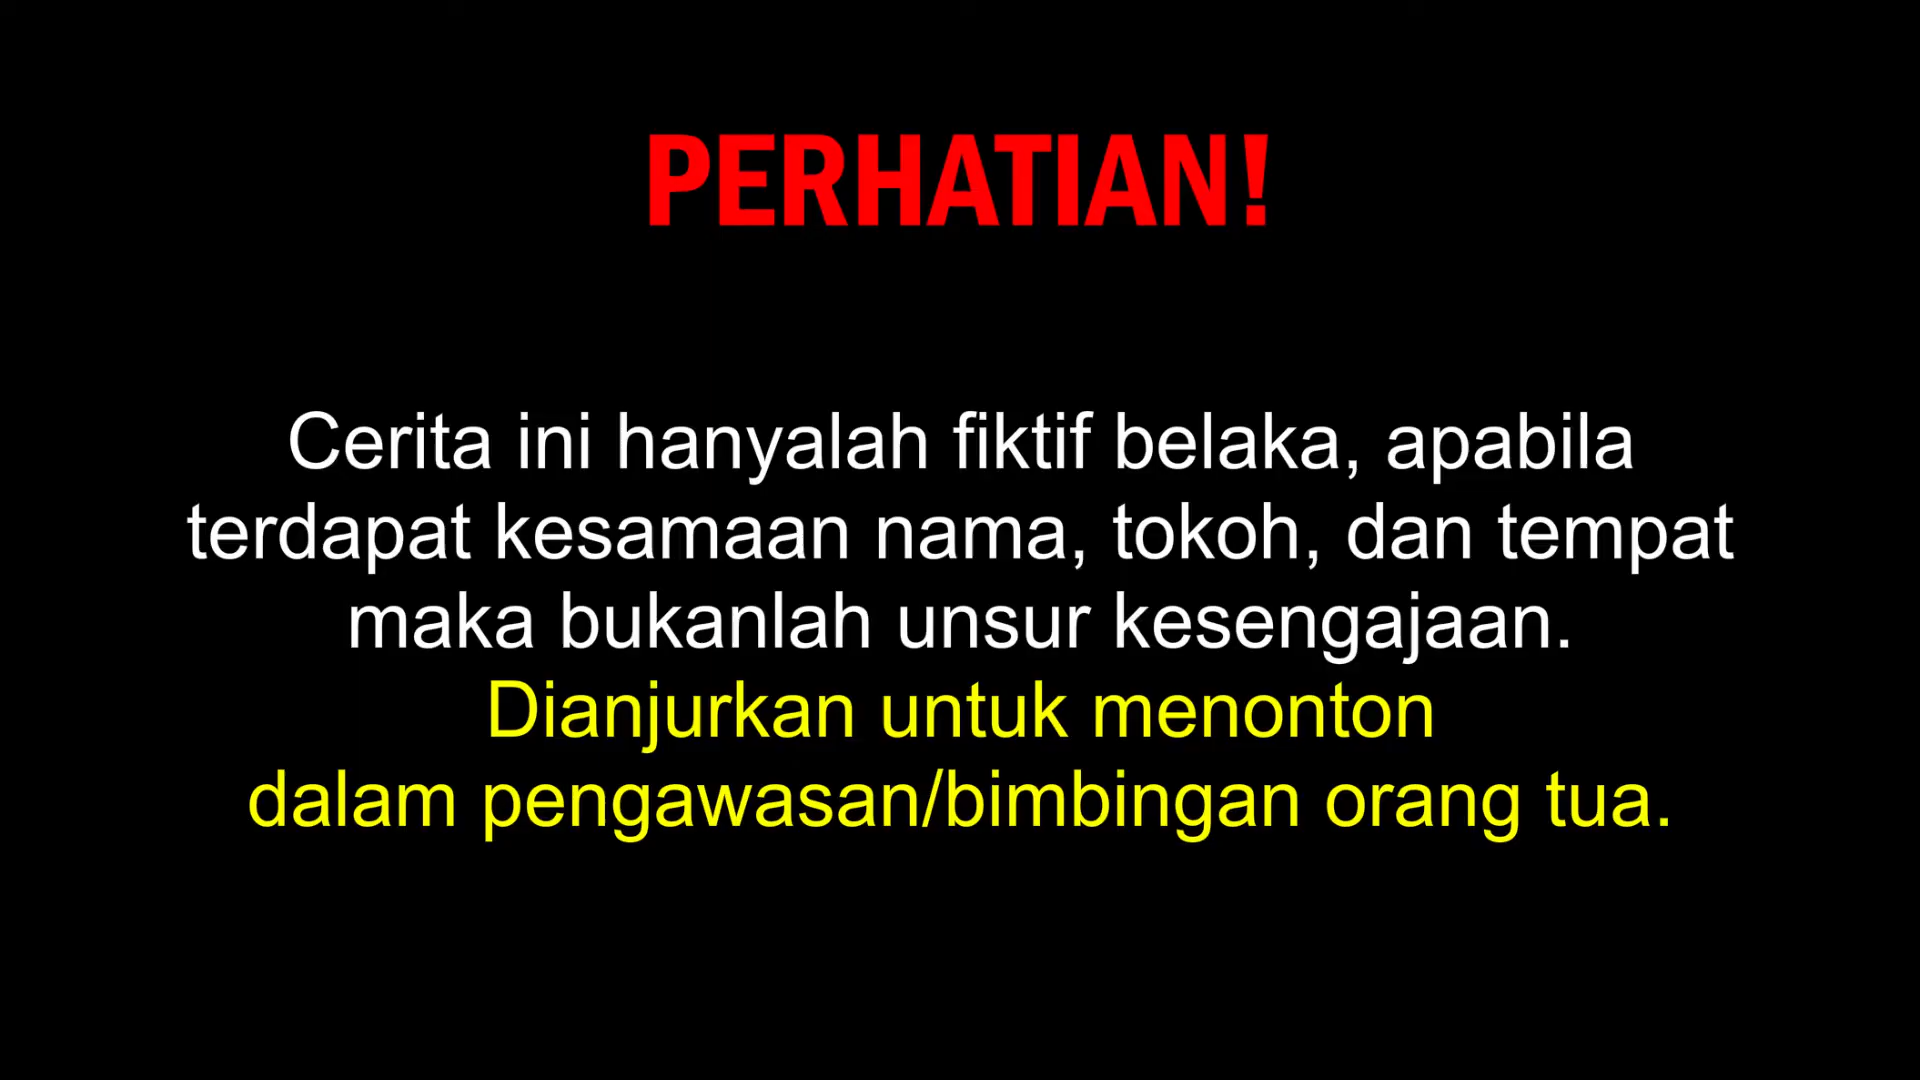 PERHATIAN!
Cerita ini hanyalah fiktif belaka, apabila
terdapat kesamaan nama, tokoh, dan tempat
maka bukanlah unsur kesengajaan.
Dianjurkan untuk menonton
dalam pengawasan/bimbingan orang tua.